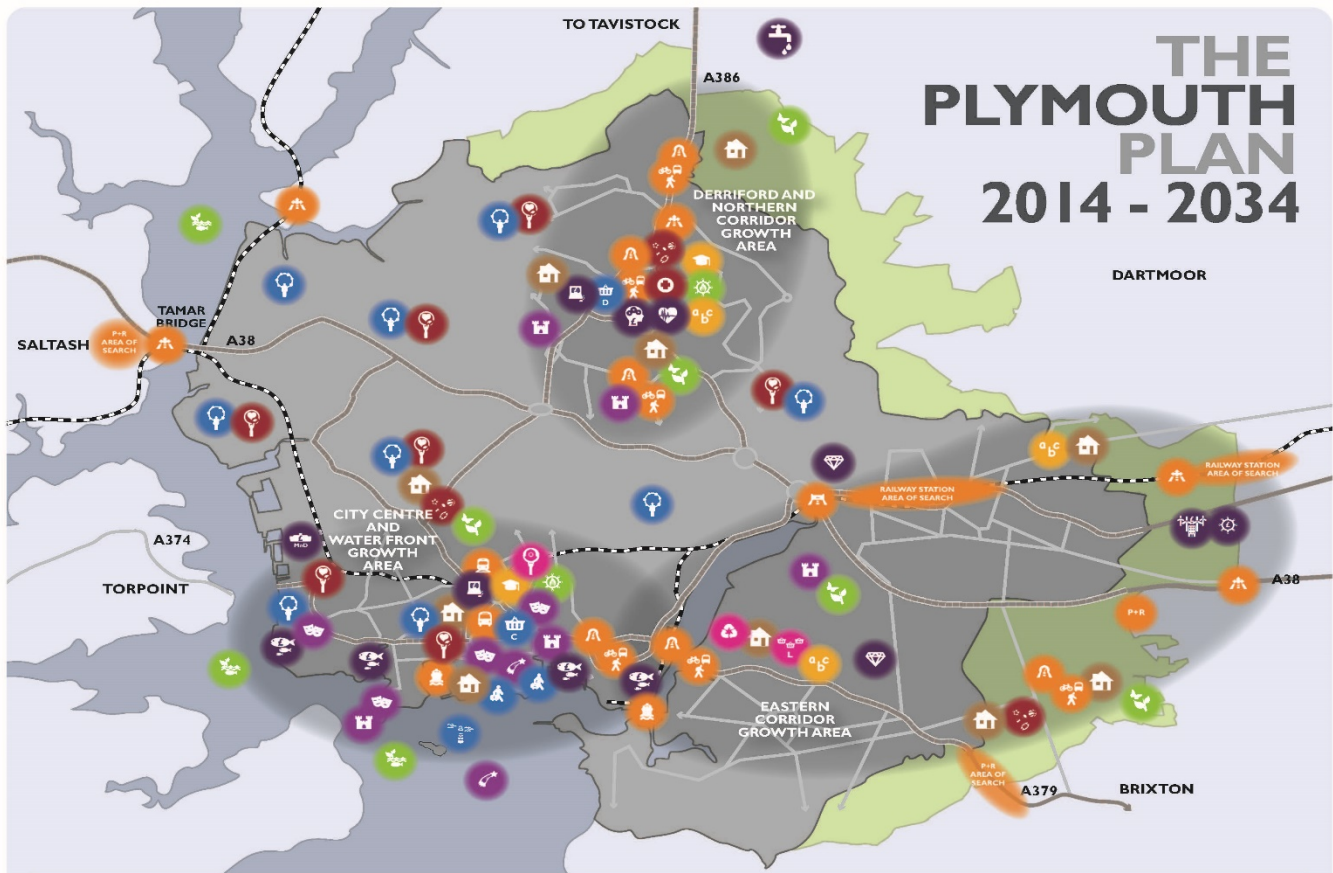 TO TAVISTOCK
THE
PLYMOUTH
PLAN
2014 - 2034
A386
DERRIFORD AND
NORTHERN
CORRIDOR
GROWTH
AREA
DARTMOOR
TAMAR
BRIDGE
SALTASH
P+R
AREA OF
SEARCH
A38
D
a b c
a b c
RAILWAY STATION
AREA OF SEARCH
RAILWAY STATION
AREA OF SEARCH
CITY CENTRE
AND
WATER FRONT
GROWTH
AREA
MoD
A374
TORPOINT
A38
P+R
C
L
a b c
EASTERN
CORRIDOR
GROWTH AREA
P+R
AREA OF
SEARCH
A379
BRIXTON